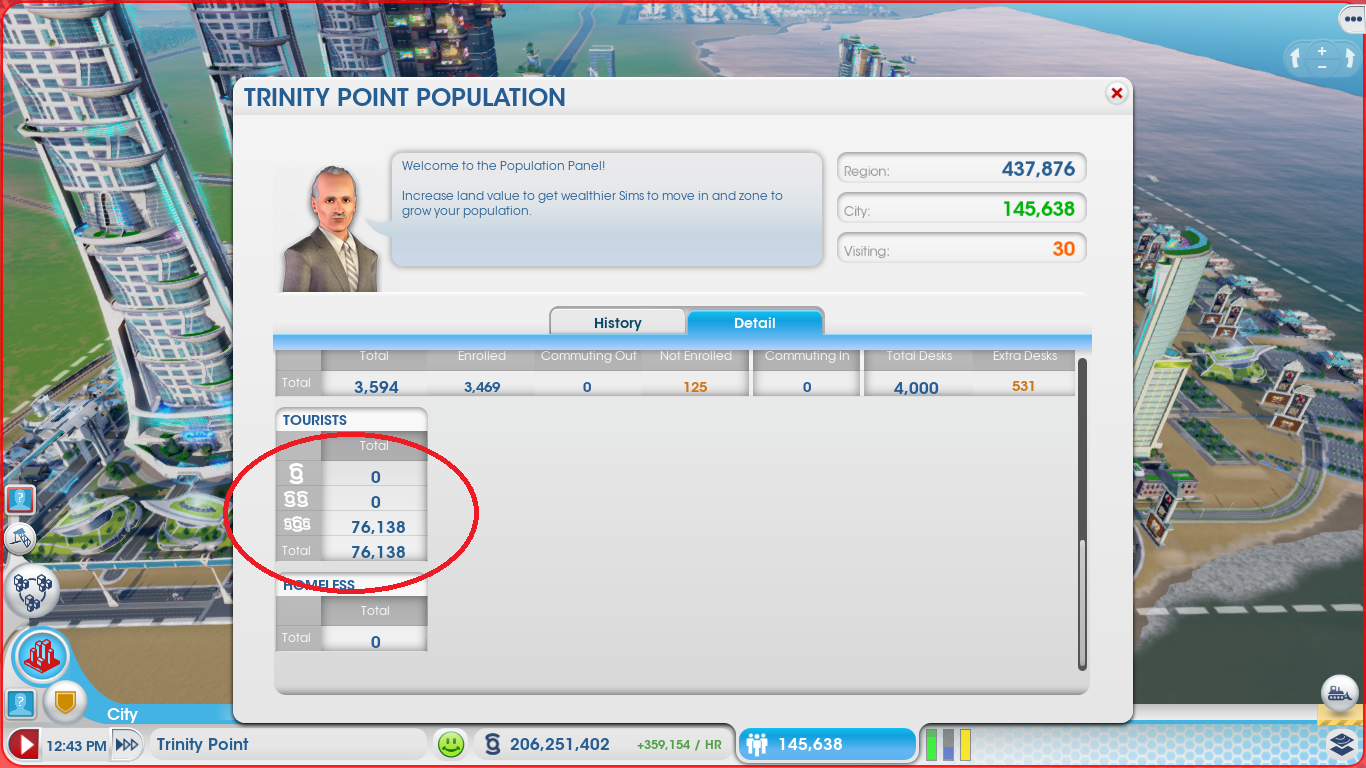 TRINITY POINT POPULATION
Welcome to the Population Panel!
Increase land value to get wealthier Sims to move in and zone to
grow your population.
Region: 437,876
City: 145,638
Visiting: 30
History Detail
Total Enrolled Commuting Out Not Enrolled Commuting In Total Desks Extra Desks
Total 3,594 3,469 0 125 0 4,000 531
TOURISTS
Total
§ 0
§§ 0
§§§ 76,138
Total 76,138
HOMELESS
Total
Total 0
City
12:43 PM Trinity Point § 206,251,402 +359,154 / HR 145,638